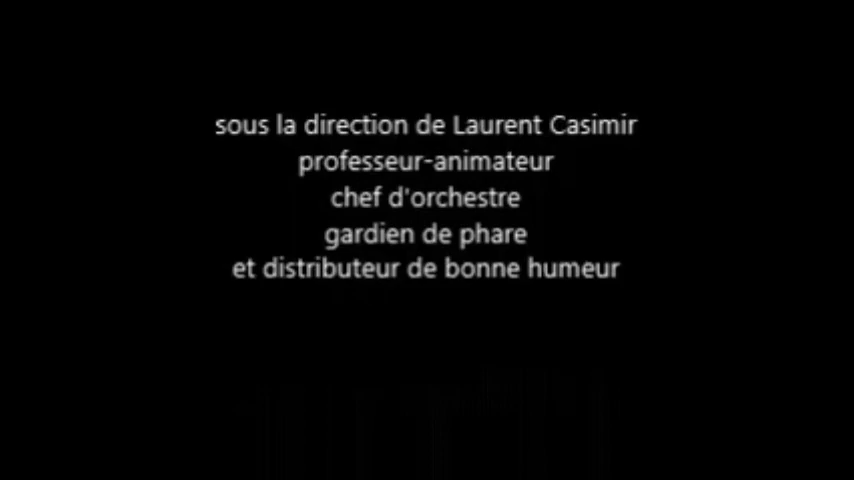 sous la direction de Laurent Casimir
professeur-animateur
chef d'orchestre
gardien de phare
et distributeur de bonne humeur